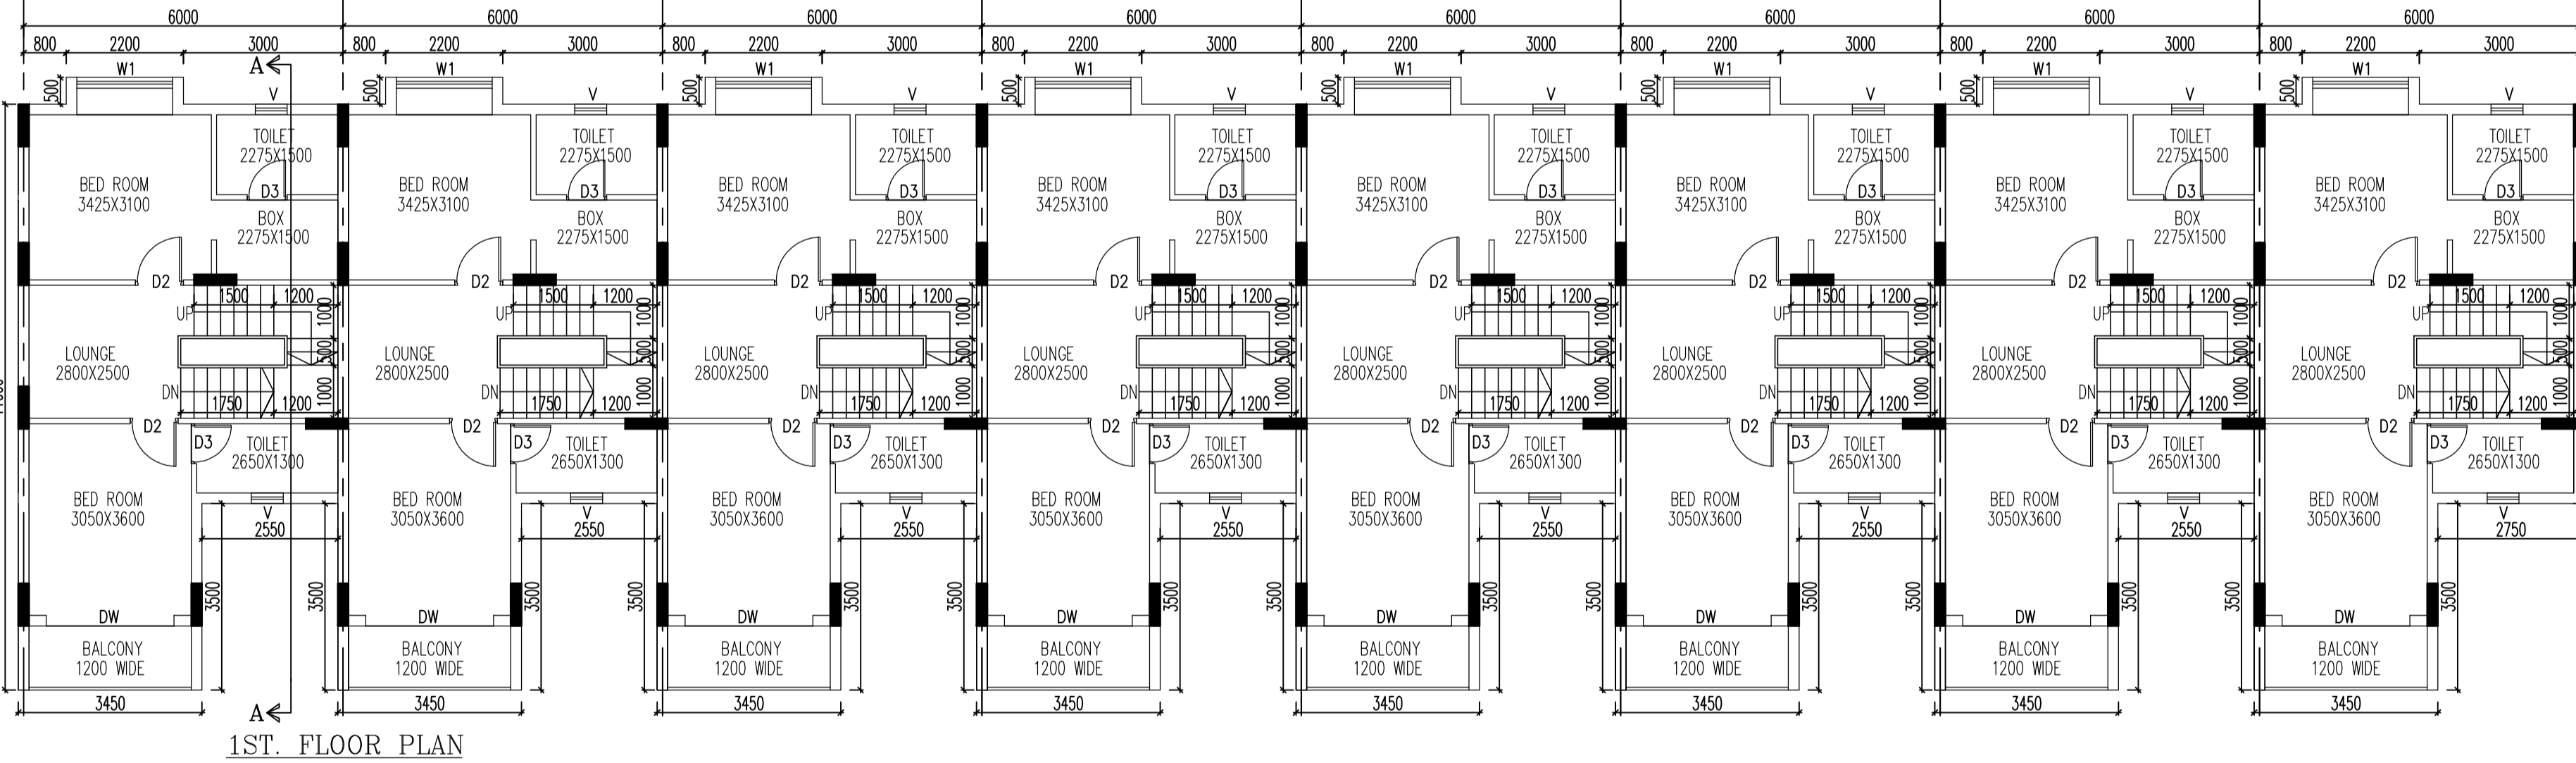 6000 6000 6000 6000 6000 6000 6000 6000
800 2200 3000 800 2200 3000 800 2200 3000 800 2200 3000 800 2200 3000 800 2200 3000 800 2200 3000 800 2200 3000
W1 A W1 W1 W1 W1 W1 W1 W1
500 V 500 V 500 V 500 V 500 V 500 V 500 V 500 V
TOILET TOILET TOILET TOILET TOILET TOILET TOILET TOILET
2275X1500 2275X1500 2275X1500 2275X1500 2275X1500 2275X1500 2275X1500 2275X1500
BED ROOM D3 BED ROOM D3 BED ROOM D3 BED ROOM D3 BED ROOM D3 BED ROOM D3 BED ROOM D3 BED ROOM D3
3425X3100 3425X3100 3425X3100 3425X3100 3425X3100 3425X3100 3425X3100 3425X3100
BOX BOX BOX BOX BOX BOX BOX BOX
2275X1500 2275X1500 2275X1500 2275X1500 2275X1500 2275X1500 2275X1500 2275X1500
D2 D2 D2 D2 D2 D2 D2 D2
1500 1200 1500 1200 1500 1200 1500 1200 1500 1200 1500 1200 1500 1200 1500 1200
UP 1000 UP 1000 UP 1000 UP 1000 UP 1000 UP 1000 UP 1000 UP 1000
LOUNGE 500 LOUNGE 500 LOUNGE 500 LOUNGE 500 LOUNGE 500 LOUNGE 500 LOUNGE 500 LOUNGE 500
2800X2500 2800X2500 2800X2500 2800X2500 2800X2500 2800X2500 2800X2500 2800X2500
DN 1000 DN 1000 DN 1000 DN 1000 DN 1000 DN 1000 DN 1000 DN 1000
1750 1200 1750 1200 1750 1200 1750 1200 1750 1200 1750 1200 1750 1200 1750 1200
D2 D2 D2 D2 D2 D2 D2 D2
D3 TOILET D3 TOILET D3 TOILET D3 TOILET D3 TOILET D3 TOILET D3 TOILET D3 TOILET
2650X1300 2650X1300 2650X1300 2650X1300 2650X1300 2650X1300 2650X1300 2650X1300
BED ROOM BED ROOM BED ROOM BED ROOM BED ROOM BED ROOM BED ROOM BED ROOM
3050X3600 V 3050X3600 V 3050X3600 V 3050X3600 V 3050X3600 V 3050X3600 V 3050X3600 V 3050X3600 V
2550 2550 2550 2550 2550 2550 2550 2750
3500 3500 3500 3500 3500 3500 3500 3500 3500 3500 3500 3500 3500 3500 3500
DW DW DW DW DW DW DW DW
BALCONY BALCONY BALCONY BALCONY BALCONY BALCONY BALCONY BALCONY
1200 WIDE 1200 WIDE 1200 WIDE 1200 WIDE 1200 WIDE 1200 WIDE 1200 WIDE 1200 WIDE
3450 A 3450 3450 3450 3450 3450 3450 3450
1ST. FLOOR PLAN